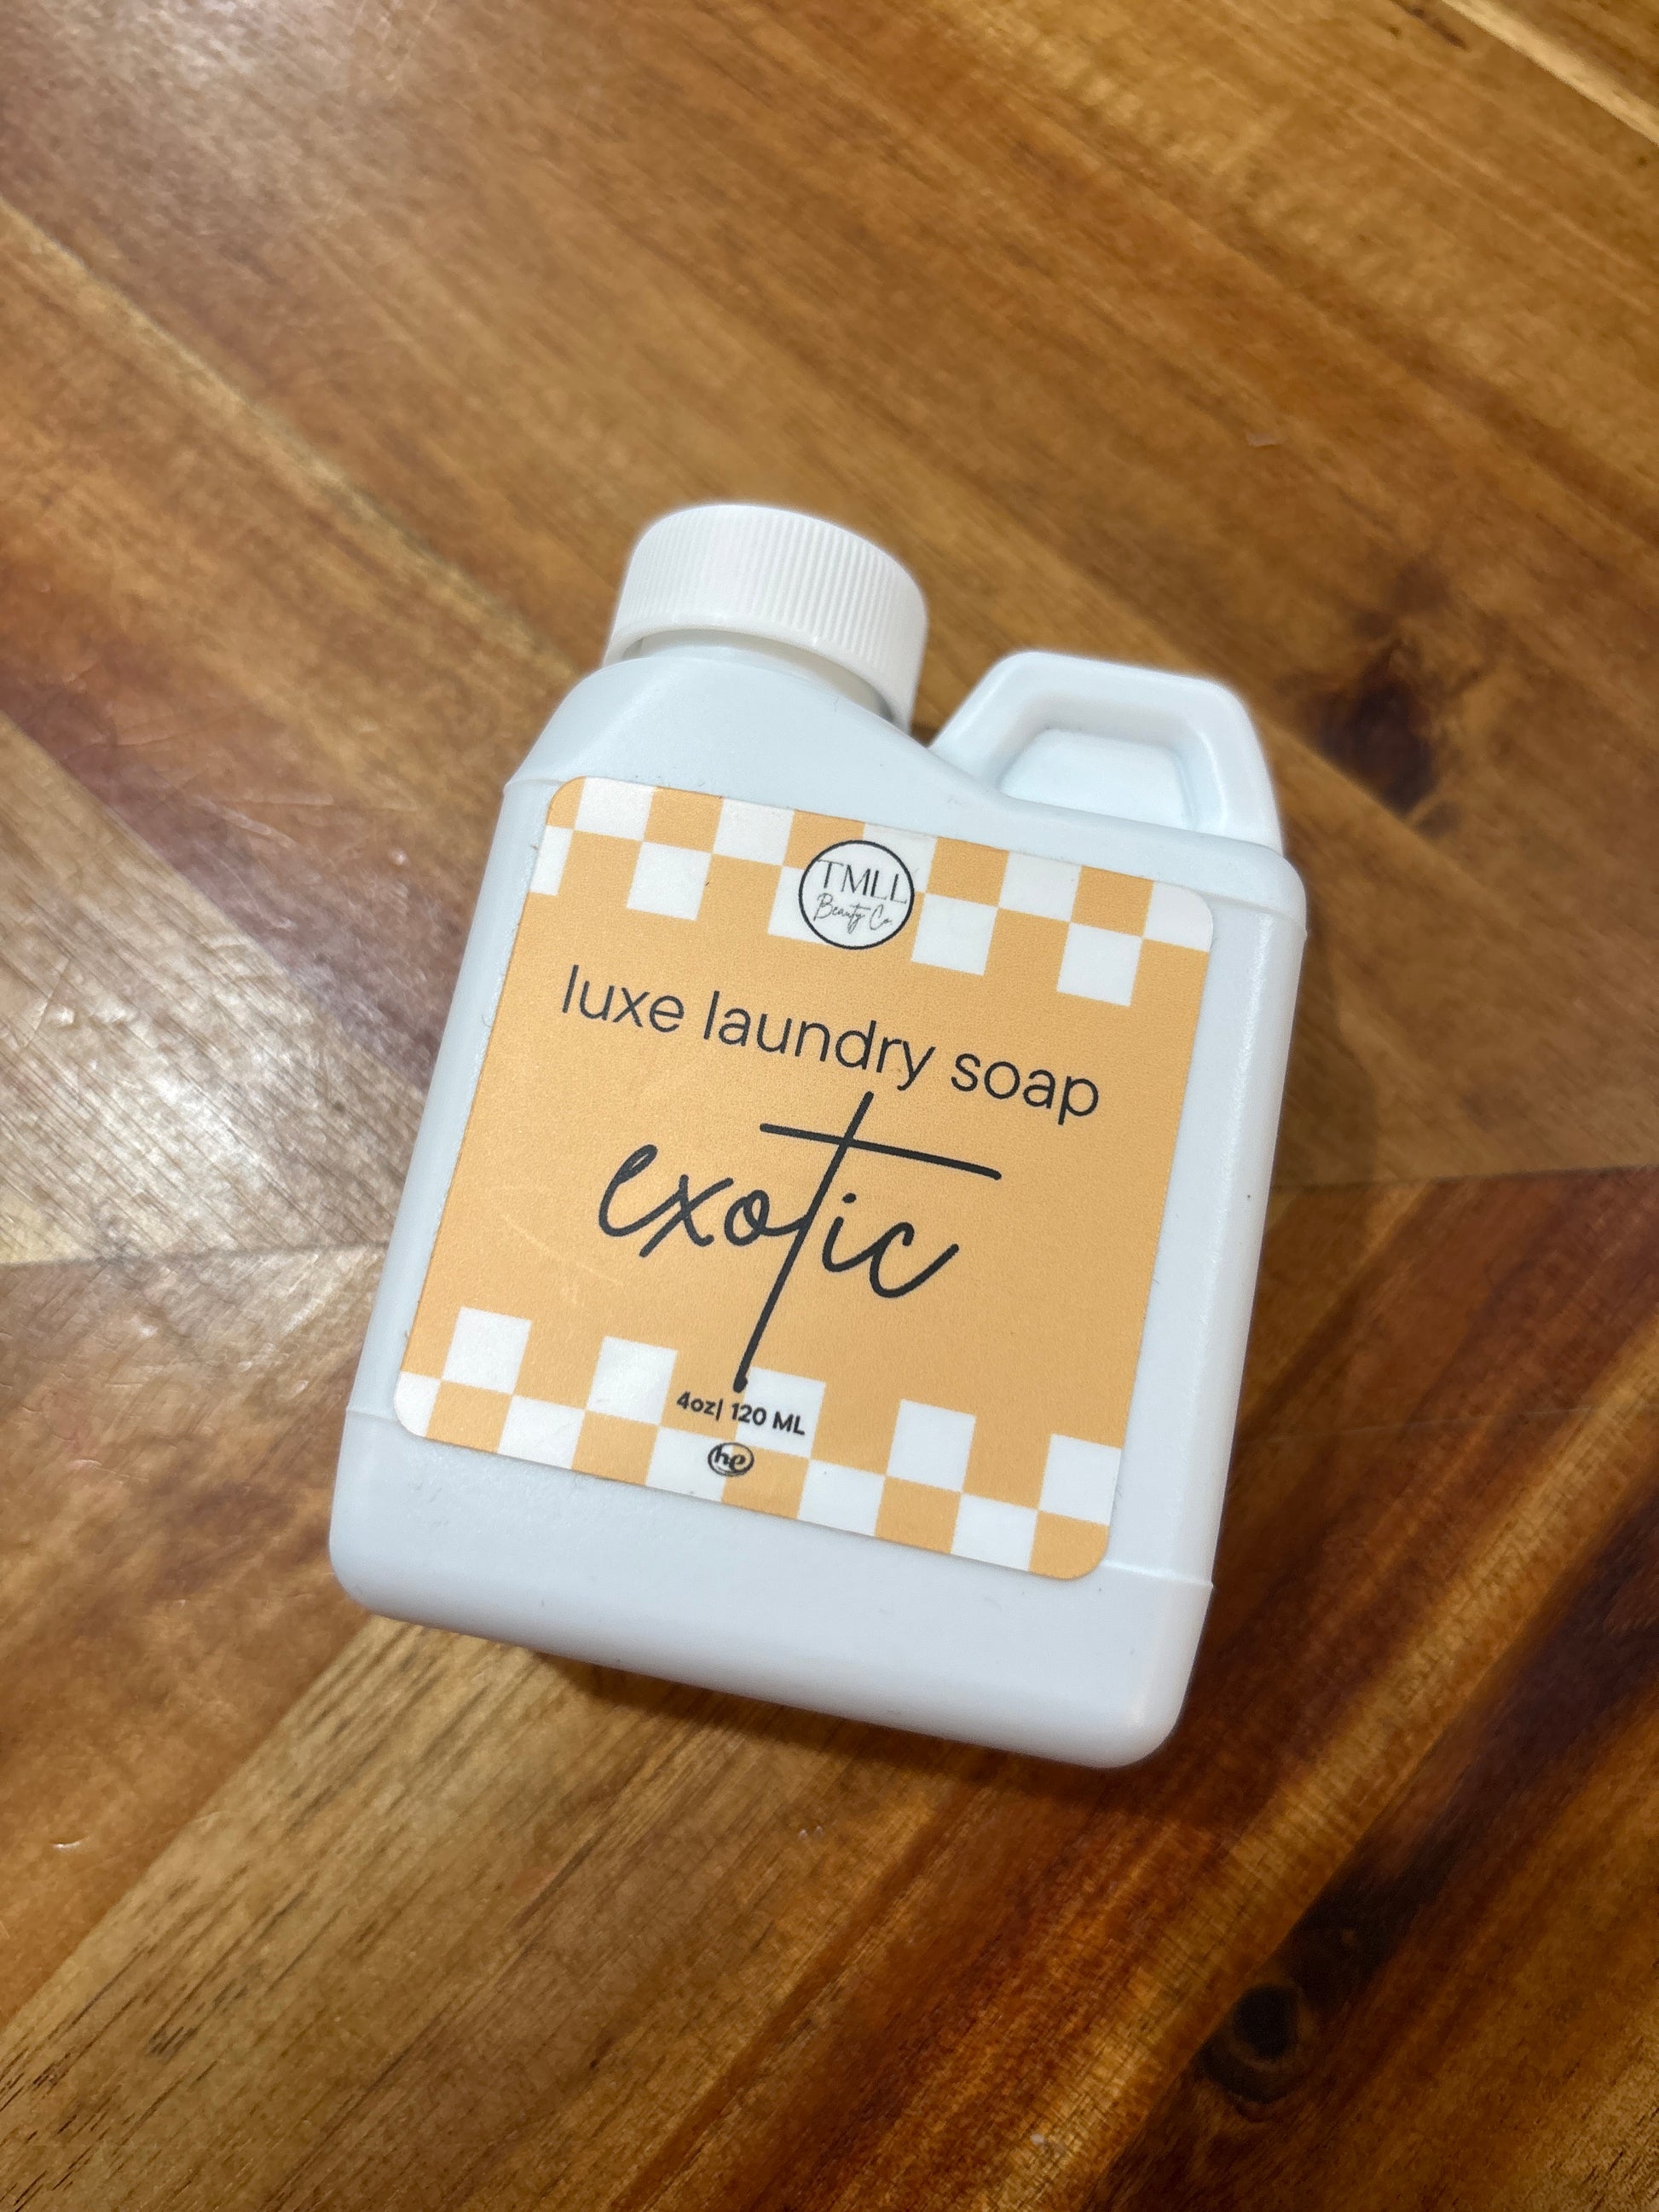 TMLL
Beauty Co.
luxe laundry soap
exotic
4oz| 120 ML
he